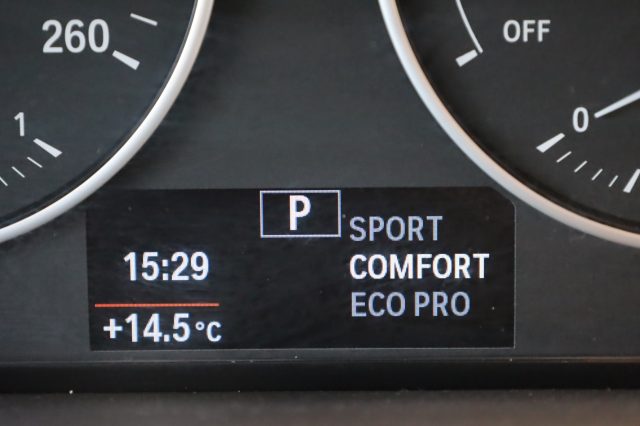 260
1
OFF
0
P
SPORT
15:29
COMFORT
ECO PRO
+14.5°C